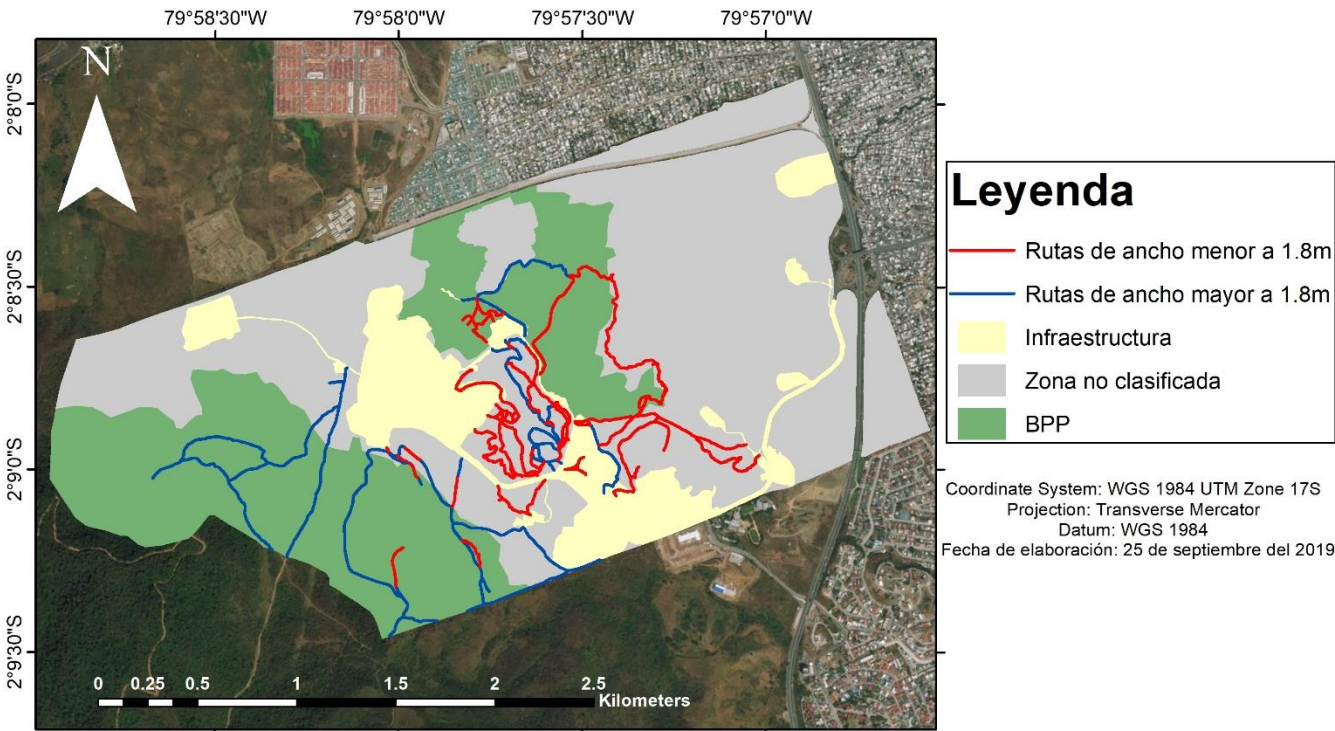 79°58'30"W 79°58'0"W 79°57'30"W 79°57'0"W
N
2°8'0"S
2°8'30"S
2°9'0"S
2°9'30"S
0 0.25 0.5 1 1.5 2 2.5
Kilometers
Leyenda
Rutas de ancho menor a 1.8m
Rutas de ancho mayor a 1.8m
Infraestructura
Zona no clasificada
BPP
Coordinate System: WGS 1984 UTM Zone 17S
Projection: Transverse Mercator
Datum: WGS 1984
Fecha de elaboración: 25 de septiembre del 2019